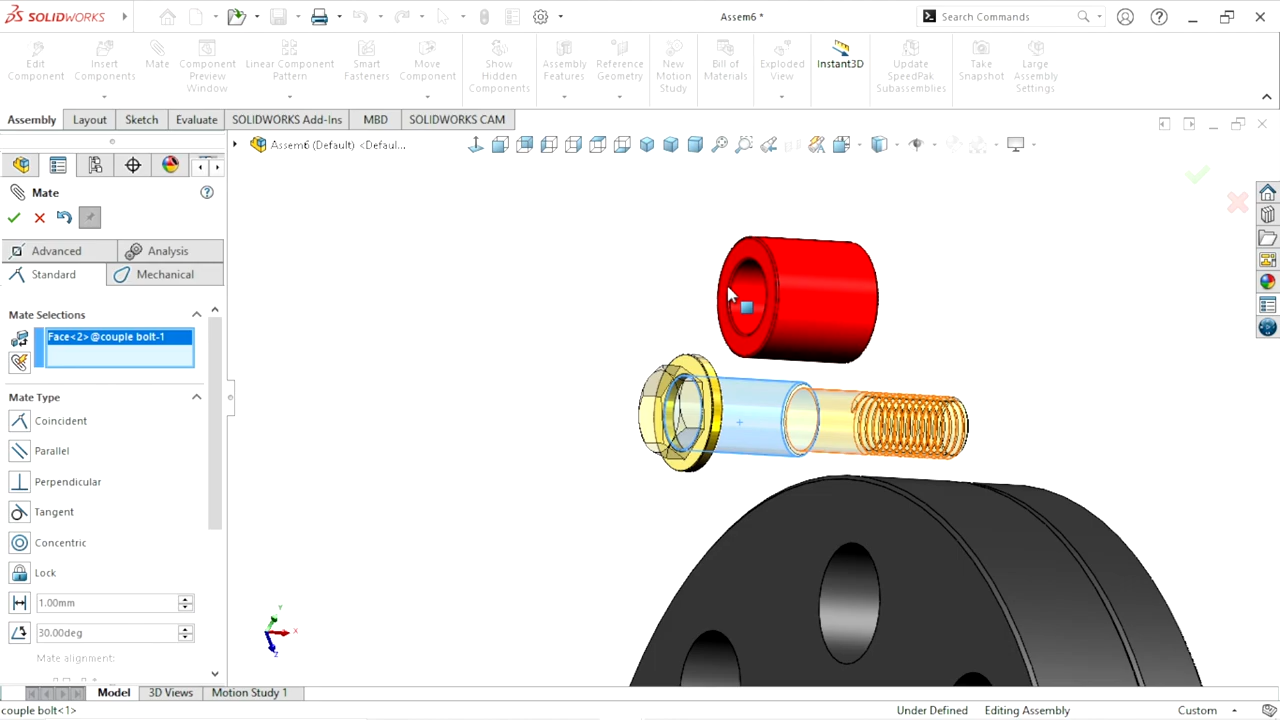 SOLIDWORKS
Assem6 *
Search Commands
Edit Component
Insert Components
Mate
Component Preview Window
Linear Component Pattern
Smart Fasteners
Move Component
Show Hidden Components
Assembly Features
Reference Geometry
New Motion Study
Bill of Materials
Exploded View
Instant3D
Update SpeedPak Subassemblies
Take Snapshot
Large Assembly Settings
Assembly
Layout
Sketch
Evaluate
SOLIDWORKS Add-Ins
MBD
SOLIDWORKS CAM
Assem6 (Default) <Defau...
Mate
Advanced
Analysis
Standard
Mechanical
Mate Selections
Face<2>@couple bolt-1
Mate Type
Coincident
Parallel
Perpendicular
Tangent
Concentric
Lock
1.00mm
30.00deg
Mate alignment:
Y
X
Z
Model
3D Views
Motion Study 1
couple bolt<1>
Under Defined
Editing Assembly
Custom